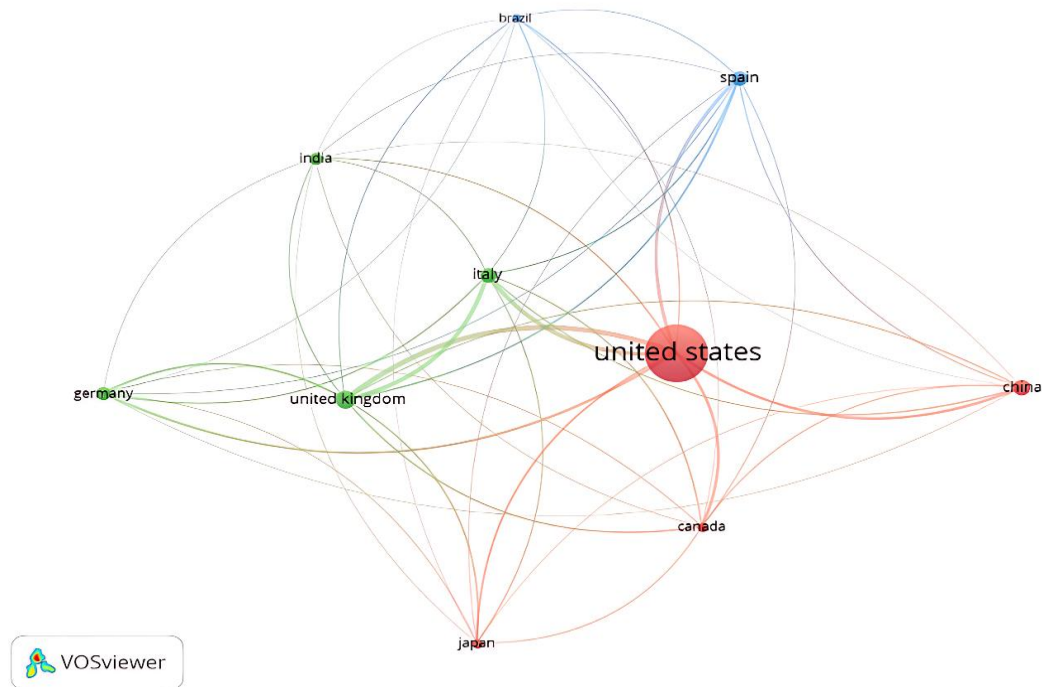 brazil
spain
india
italy
united states
germany
united kingdom
china
canada
japan
VOSviewer